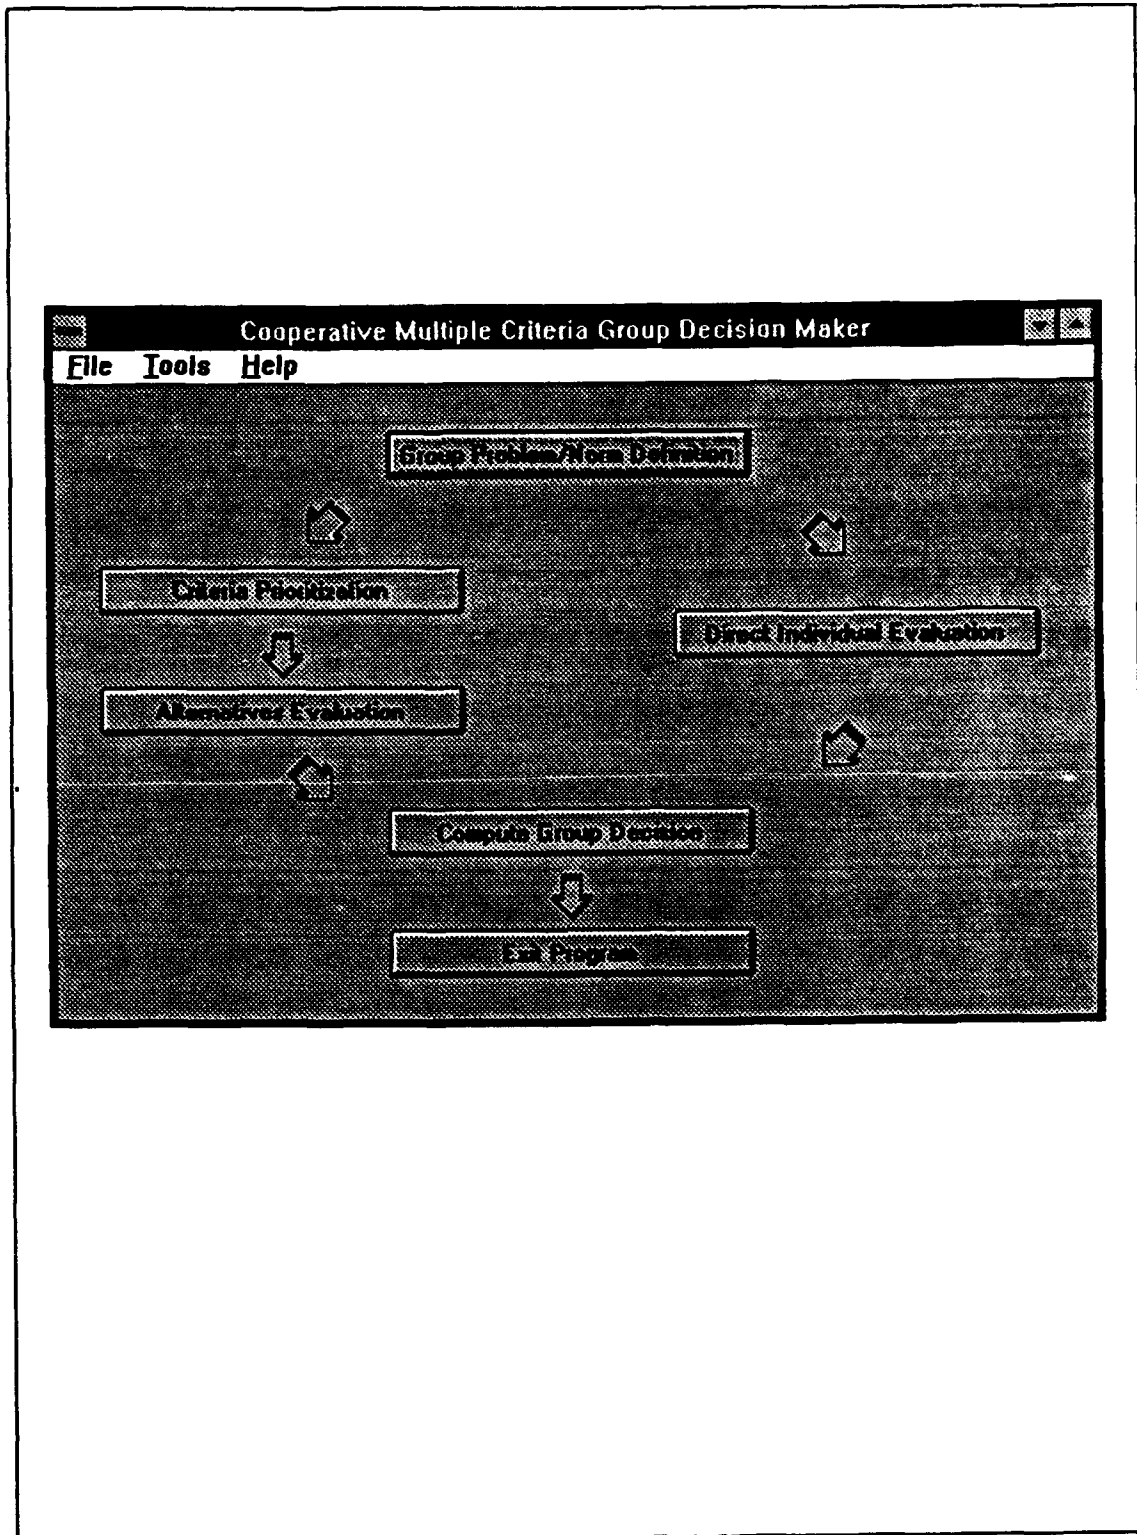 Cooperative Multiple Criteria Group Decision Maker
File Tools Help
Group Problem/Norm Definition
Criteria Prioritization
Direct Individual Evaluation
Alternatives Evaluation
Compute Group Decision
Exit Program